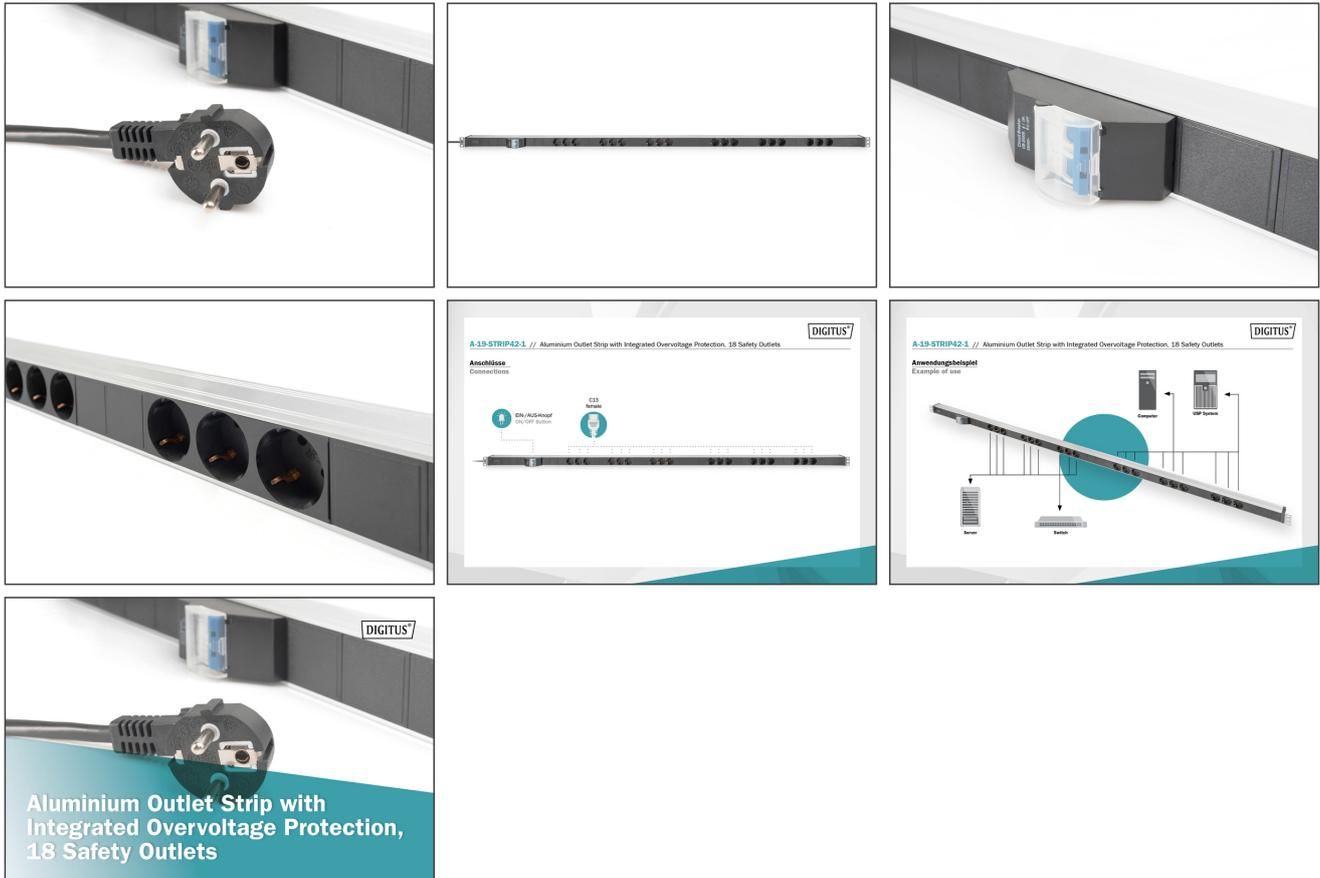 DIGITUS®
A-19-STRIP42-1 // Aluminium Outlet Strip with Integrated Overvoltage Protection, 18 Safety Outlets
Anschlüsse
Connections
EIN-/AUS-Knopf
ON/OFF Button
C13
female
DIGITUS®
A-19-STRIP42-1 // Aluminium Outlet Strip with Integrated Overvoltage Protection, 18 Safety Outlets
Anwendungsbeispiel
Example of use
Computer
USP System
Server
Switch
DIGITUS®
Aluminium Outlet Strip with
Integrated Overvoltage Protection,
18 Safety Outlets